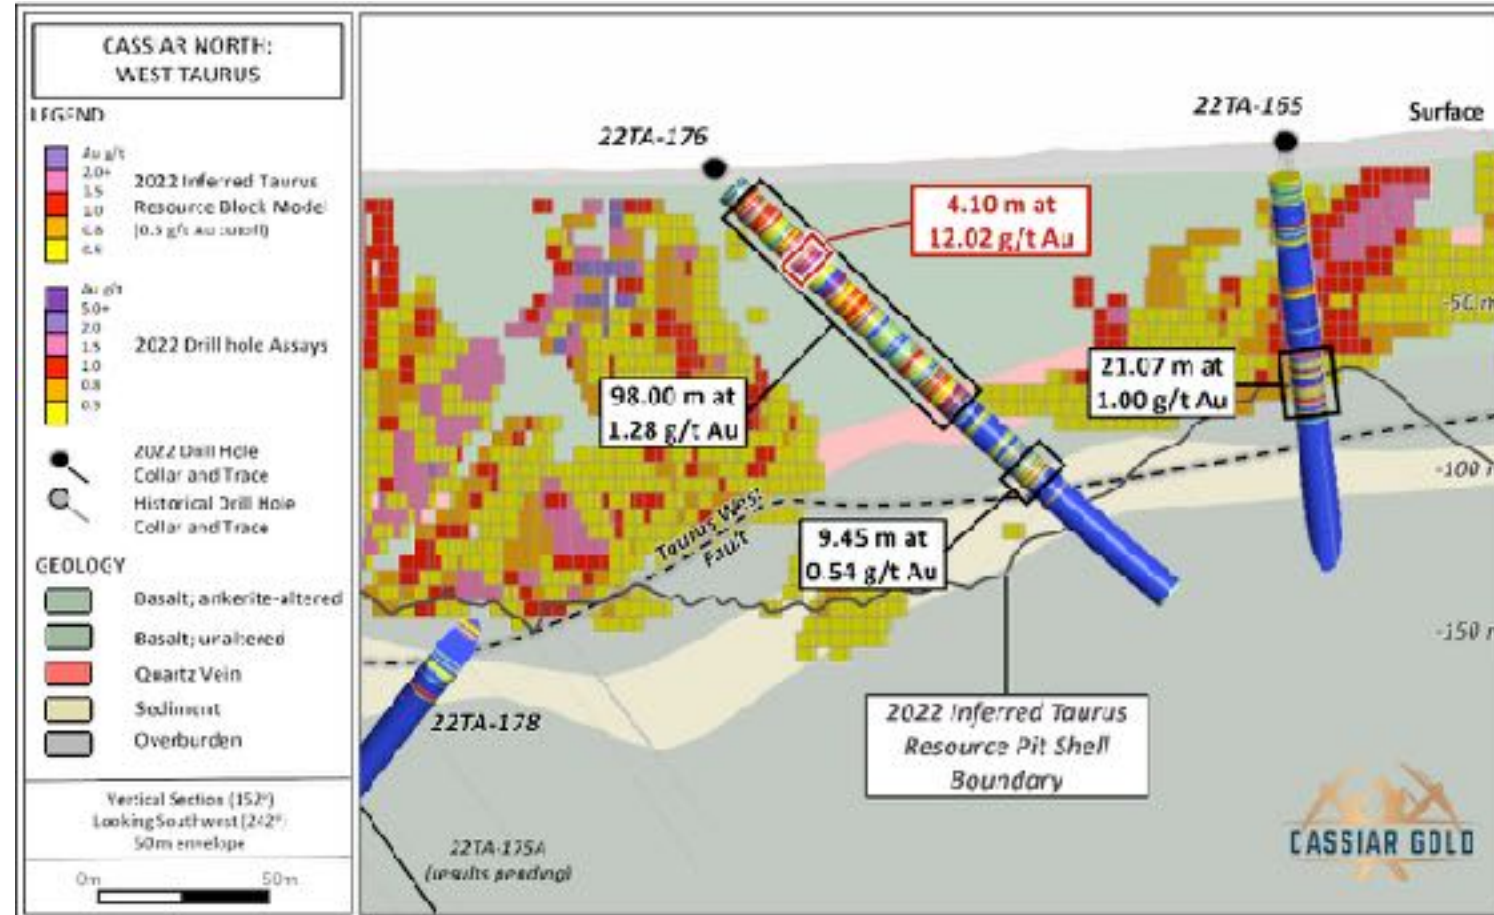 CASSIAR NORTH:
WEST TAURUS
LEGEND
Au g/t
2.0+
1.5
1.0
2022 Inferred Taurus
Resource Block Model
(0.5 g/t Au cutoff)
Au g/t
5.0+
2.0
1.5
1.0
0.8
2022 Drill hole Assays
2022 Drill Hole
Collar and Trace
Historical Drill Hole
Collar and Trace
GEOLOGY
Basalt; ankerite-altered
Basalt; unaltered
Quartz Vein
Sediment
Overburden
Vertical Section (152°)
Looking Southwest (242°)
50m envelope
0m 50m
22TA-176
Surface
4.10 m at
12.02 g/t Au
-50 m
98.00 m at
1.28 g/t Au
21.07 m at
1.00 g/t Au
-100
Taurus West
Fault
9.45 m at
0.54 g/t Au
-150
22TA-178
2022 Inferred Taurus
Resource Pit Shell
Boundary
22TA-175A
(results pending)
CASSIAR GOLD